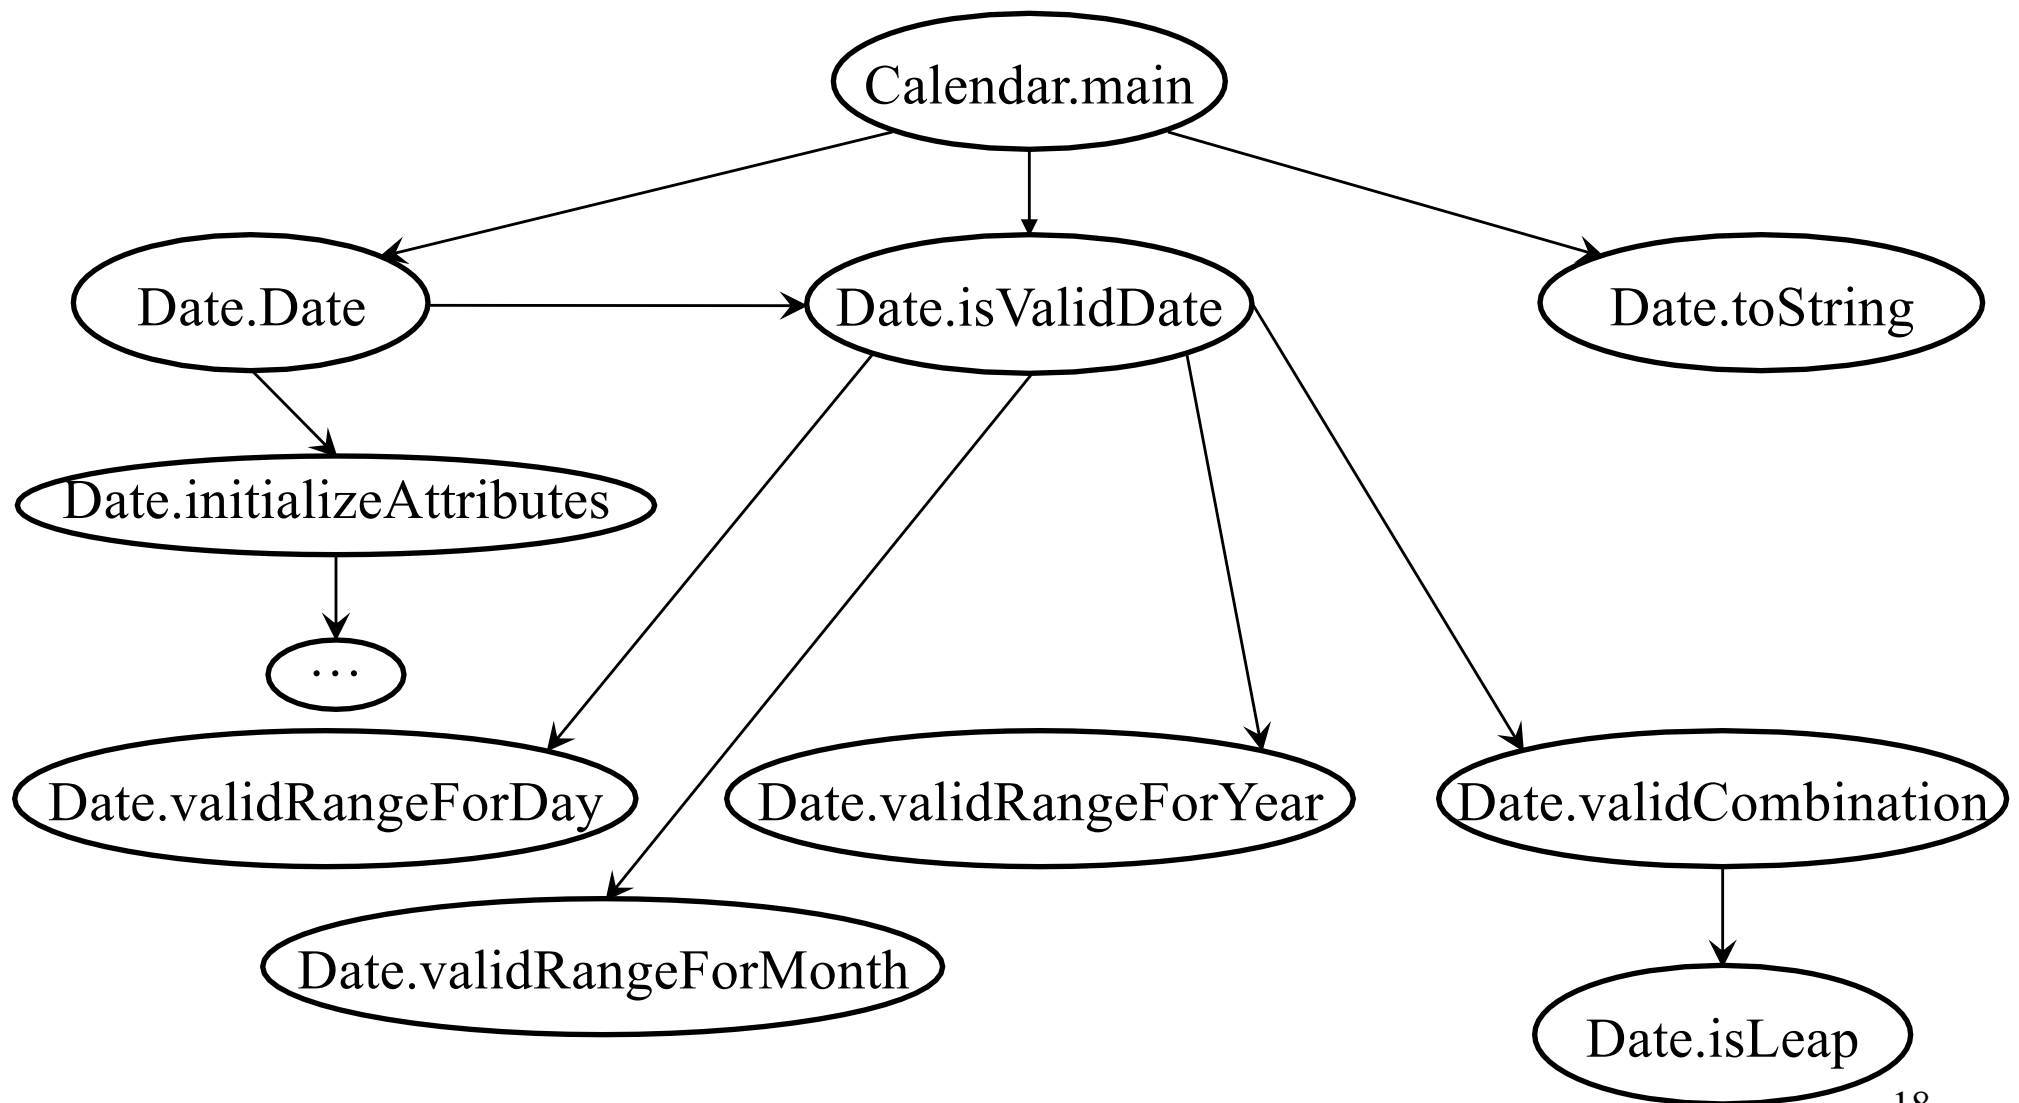 Calendar.main
Date.Date
Date.isValidDate
Date.toString
Date.initializeAttributes
...
Date.validRangeForDay
Date.validRangeForYear
Date.validCombination
Date.validRangeForMonth
Date.isLeap
18